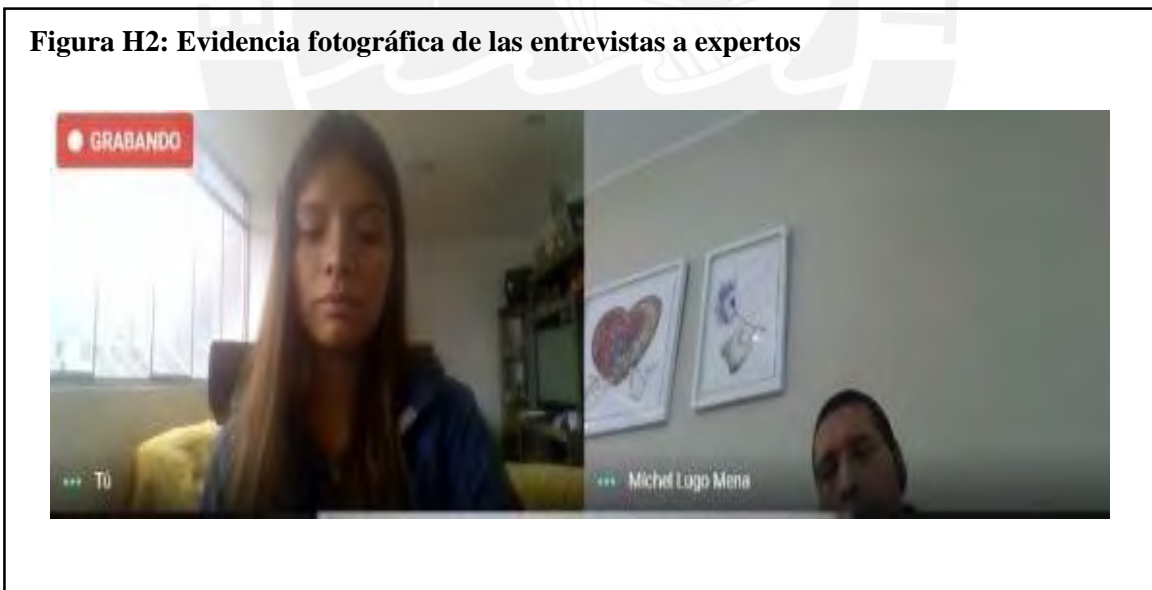 Figura H2: Evidencia fotográfica de las entrevistas a expertos
GRABANDO
Tú
Michel Lugo Mena